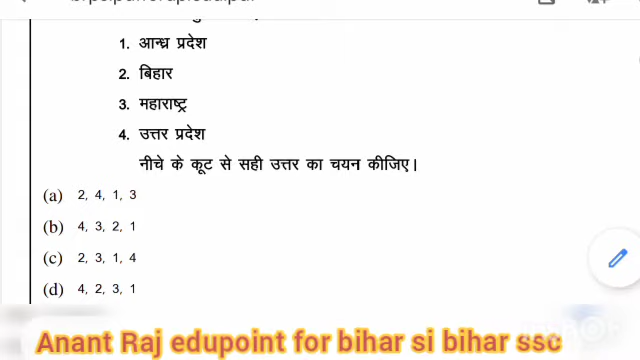 1. आन्ध्र प्रदेश
2. बिहार
3. महाराष्ट्र
4. उत्तर प्रदेश
नीचे के कूट से सही उत्तर का चयन कीजिए।
(a) 2, 4, 1, 3
(b) 4, 3, 2, 1
(c) 2, 3, 1, 4
(d) 4, 2, 3, 1
Anant Raj edupoint for bihar si bihar ssc